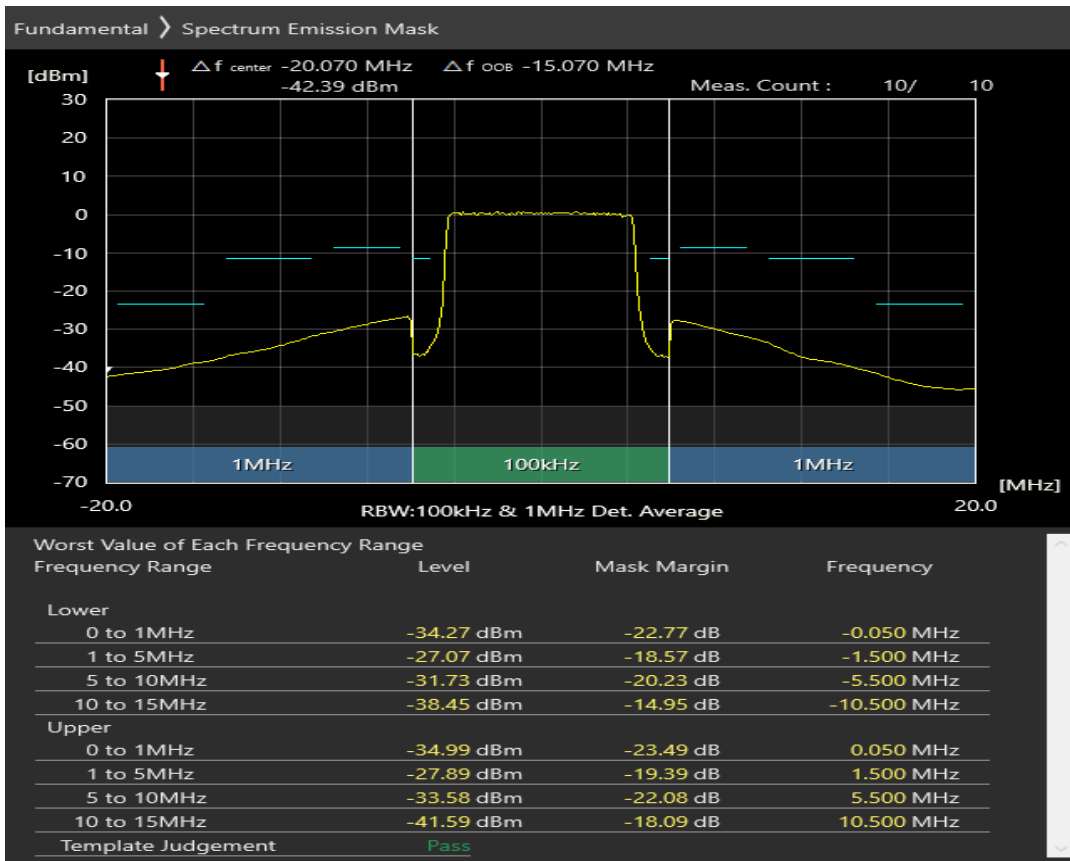 Fundamental ❯ Spectrum Emission Mask
[dBm] △f center -20.070 MHz △f OOB -15.070 MHz
-42.39 dBm Meas. Count : 10/ 10
30
20
10
0
-10
-20
-30
-40
-50
-60
1MHz 100kHz 1MHz
-70 [MHz]
-20.0 RBW:100kHz & 1MHz Det. Average 20.0
Worst Value of Each Frequency Range
Frequency Range Level Mask Margin Frequency
Lower
0 to 1MHz -34.27 dBm -22.77 dB -0.050 MHz
1 to 5MHz -27.07 dBm -18.57 dB -1.500 MHz
5 to 10MHz -31.73 dBm -20.23 dB -5.500 MHz
10 to 15MHz -38.45 dBm -14.95 dB -10.500 MHz
Upper
0 to 1MHz -34.99 dBm -23.49 dB 0.050 MHz
1 to 5MHz -27.89 dBm -19.39 dB 1.500 MHz
5 to 10MHz -33.58 dBm -22.08 dB 5.500 MHz
10 to 15MHz -41.59 dBm -18.09 dB 10.500 MHz
Template Judgement Pass